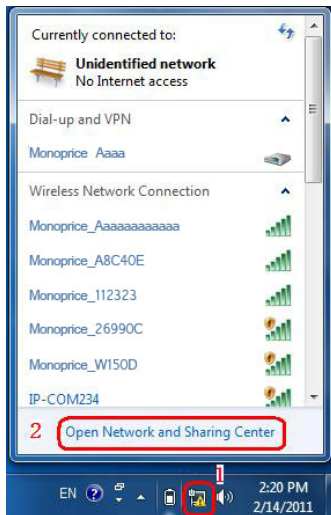 Currently connected to:
Unidentified network
No Internet access
Dial-up and VPN
Monoprice Aaaa
Wireless Network Connection
Monoprice_Aaaaaaaaaaaa
Monoprice_A8C40E
Monoprice_112323
Monoprice_26990C
Monoprice_W150D
IP-COM234
2 Open Network and Sharing Center
1
EN ? 2:20 PM
2/14/2011